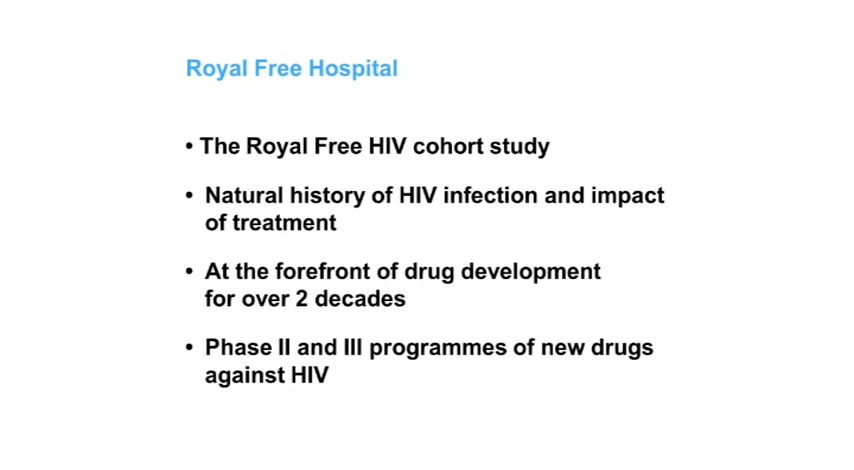 Royal Free Hospital
• The Royal Free HIV cohort study
• Natural history of HIV infection and impact
of treatment
• At the forefront of drug development
for over 2 decades
• Phase II and III programmes of new drugs
against HIV